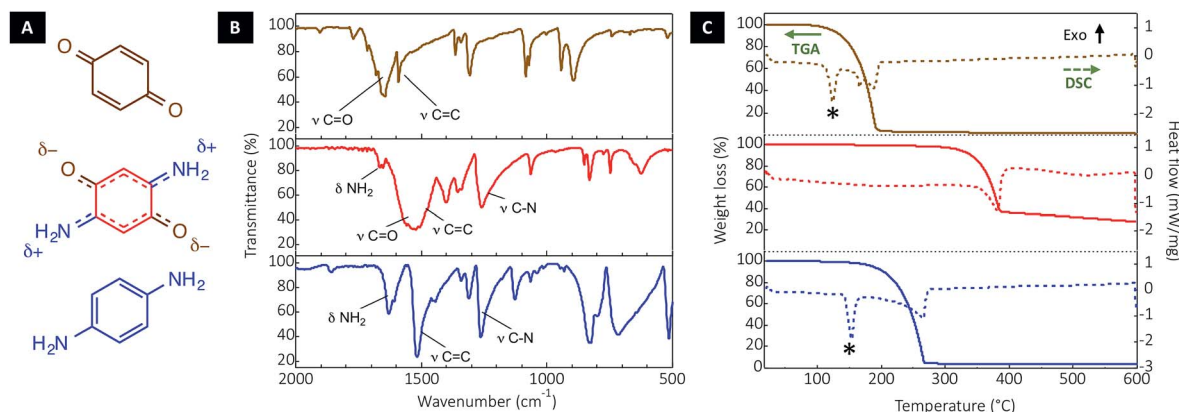 A
O
O
δ−
δ+
O
NH2
H2N
O
δ+
δ−
NH2
H2N
B
Transmittance (%)
100
80
60
40
20
ν C=O
ν C=C
100
80
60
40
20
δ NH2
ν C=O
ν C=C
ν C-N
100
80
60
40
20
δ NH2
ν C=C
ν C-N
2000
1500
1000
500
Wavenumber (cm-1)
C
Weight loss (%)
Heat flow (mW/mg)
100
80
60
40
20
TGA
Exo
DSC
*
1
0
-1
-2
100
80
60
40
20
1
0
-1
-2
100
80
60
40
20
0
*
1
0
-1
-2
-3
100
200
300
400
500
600
Temperature (°C)